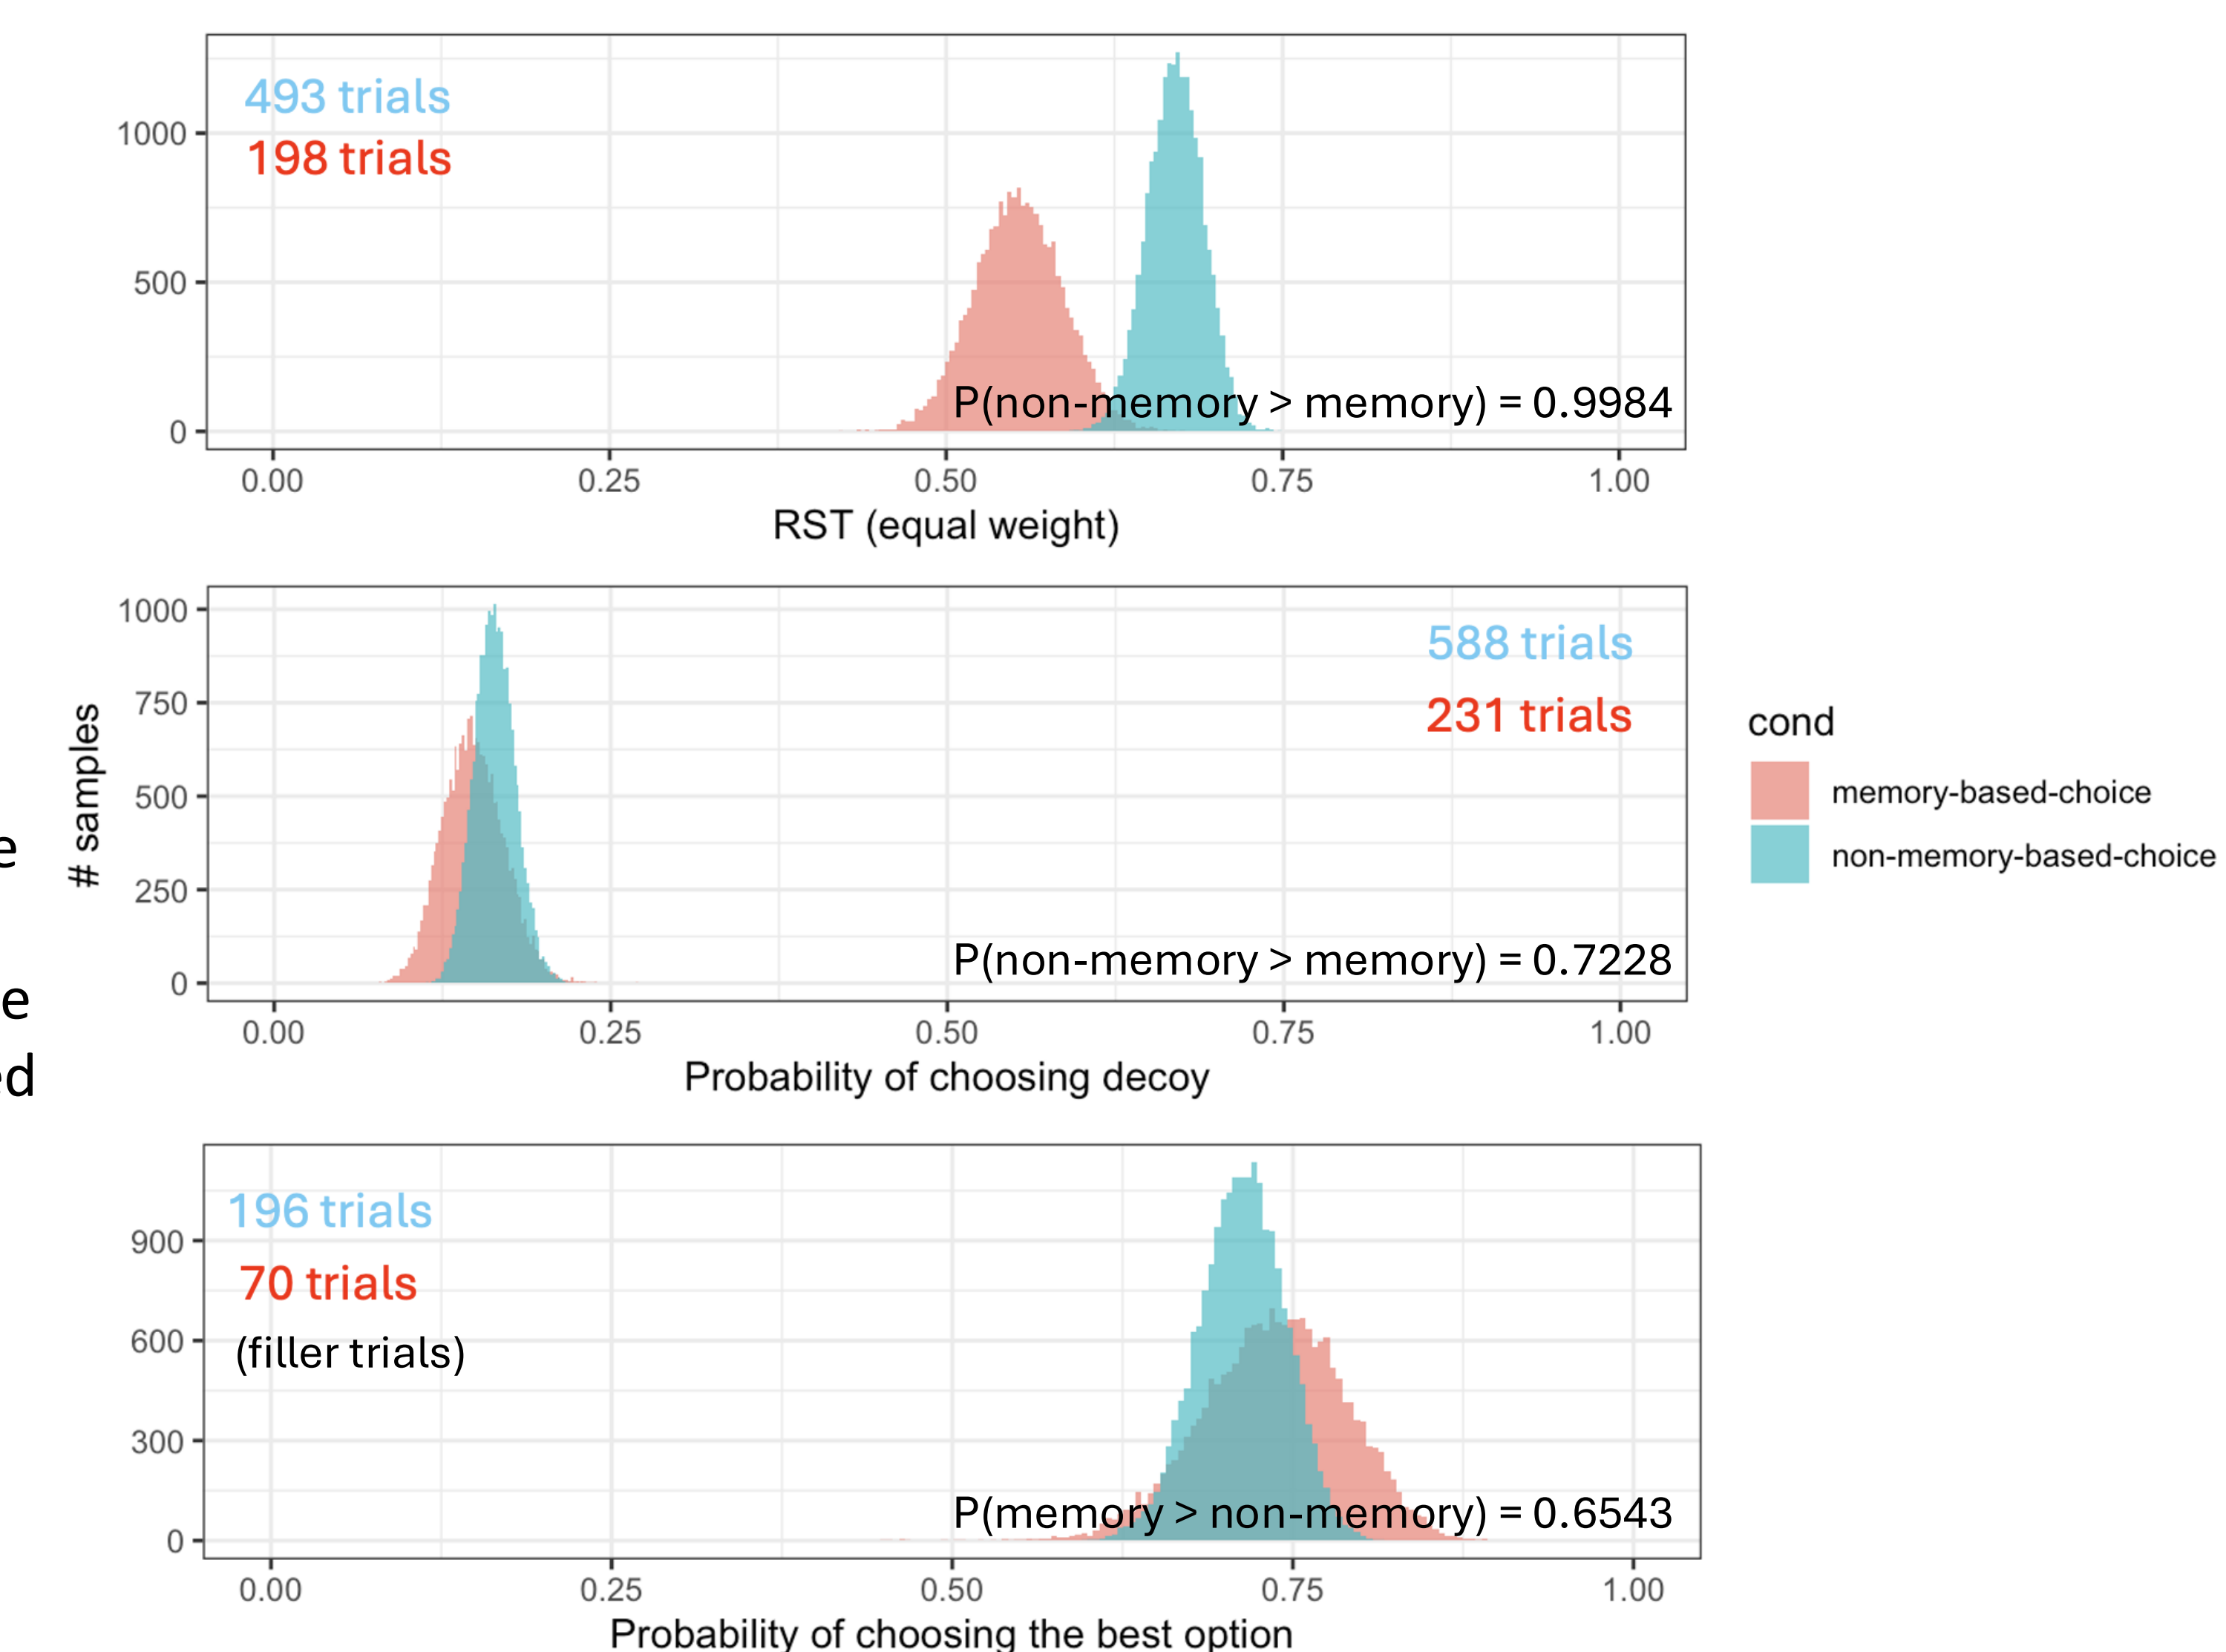 493 trials
198 trials
1000
500
0
P(non-memory > memory) = 0.9984
0.00 0.25 0.50 0.75 1.00
RST (equal weight)
1000
750
500
250
0
# samples
588 trials
231 trials
P(non-memory > memory) = 0.7228
0.00 0.25 0.50 0.75 1.00
Probability of choosing decoy
cond
memory-based-choice
non-memory-based-choice
e
e
ed
196 trials
70 trials
(filler trials)
900
600
300
0
P(memory > non-memory) = 0.6543
0.00 0.25 0.50 0.75 1.00
Probability of choosing the best option